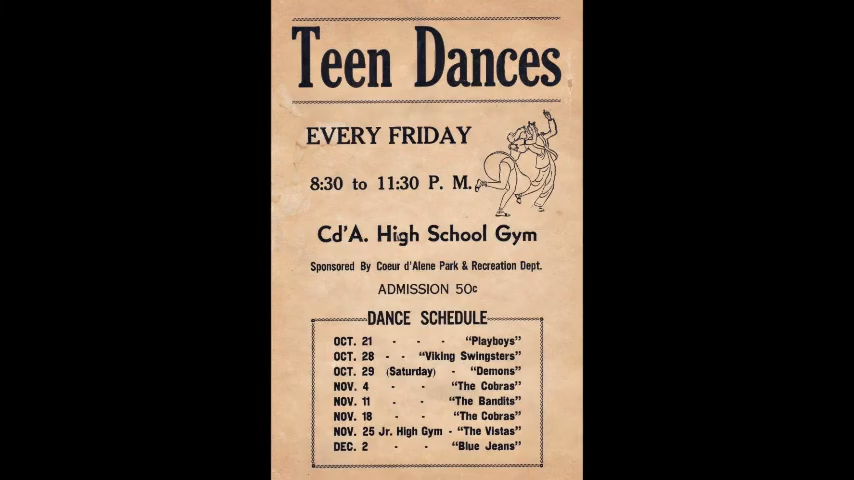 Teen Dances
EVERY FRIDAY
8:30 to 11:30 P. M.
Cd'A. High School Gym
Sponsored By Coeur d'Alene Park & Recreation Dept.
ADMISSION 50c
DANCE SCHEDULE
OCT. 21 - - - "Playboys"
OCT. 28 - - "Viking Swingsters"
OCT. 29 (Saturday) - "Demons"
NOV. 4 - - "The Cobras"
NOV. 11 - - "The Bandits"
NOV. 18 - - "The Cobras"
NOV. 25 Jr. High Gym - "The Vistas"
DEC. 2 - - "Blue Jeans"